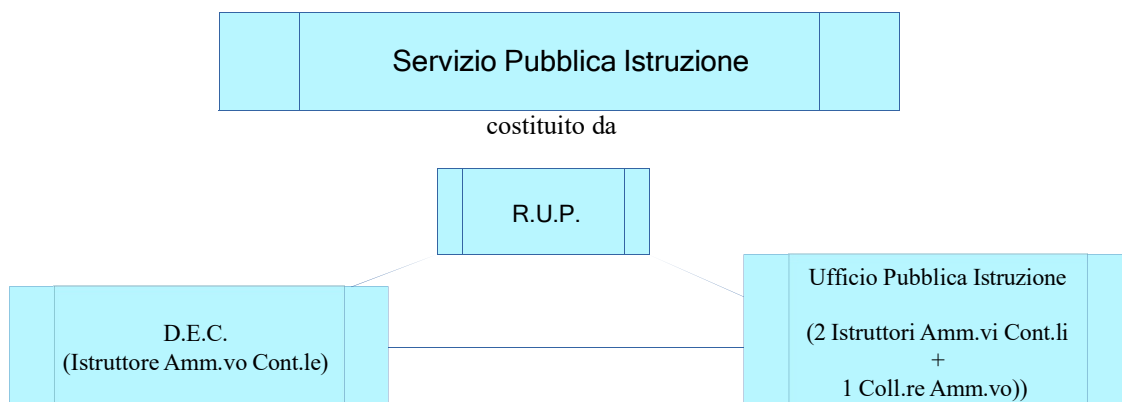 Servizio Pubblica Istruzione
costituito da
R.U.P.
D.E.C.
(Istruttore Amm.vo Cont.le)
Ufficio Pubblica Istruzione
(2 Istruttori Amm.vi Cont.li
+
1 Coll.re Amm.vo))